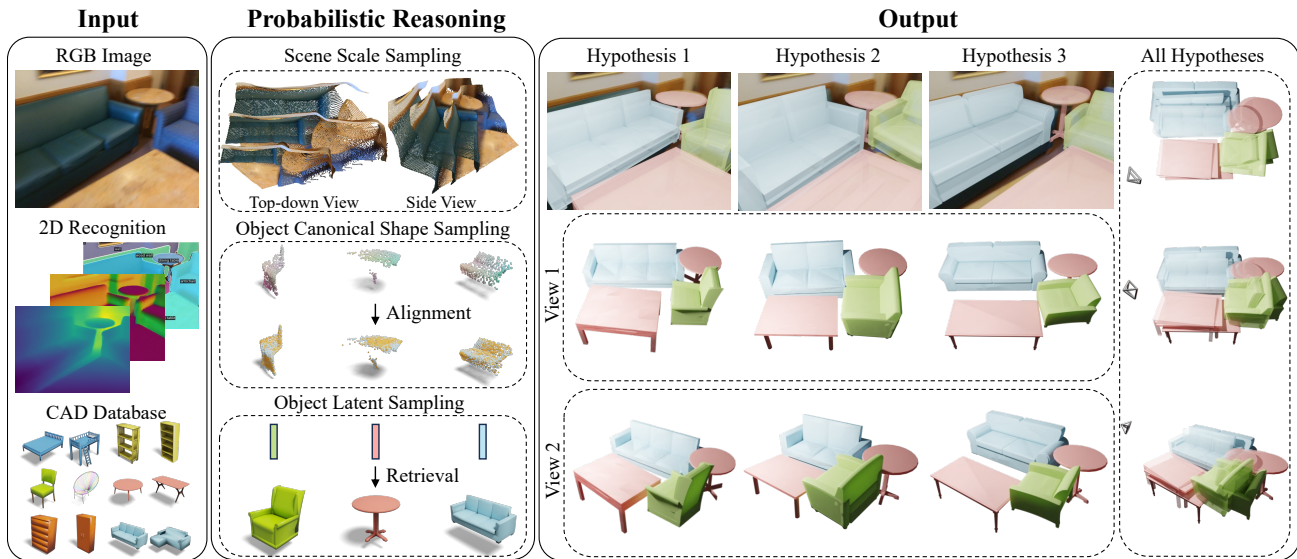 Input
Probabilistic Reasoning
Output
RGB Image
Scene Scale Sampling
Hypothesis 1
Hypothesis 2
Hypothesis 3
All Hypotheses
Top-down View
Side View
2D Recognition
Object Canonical Shape Sampling
View 1
Alignment
CAD Database
Object Latent Sampling
View 2
Retrieval